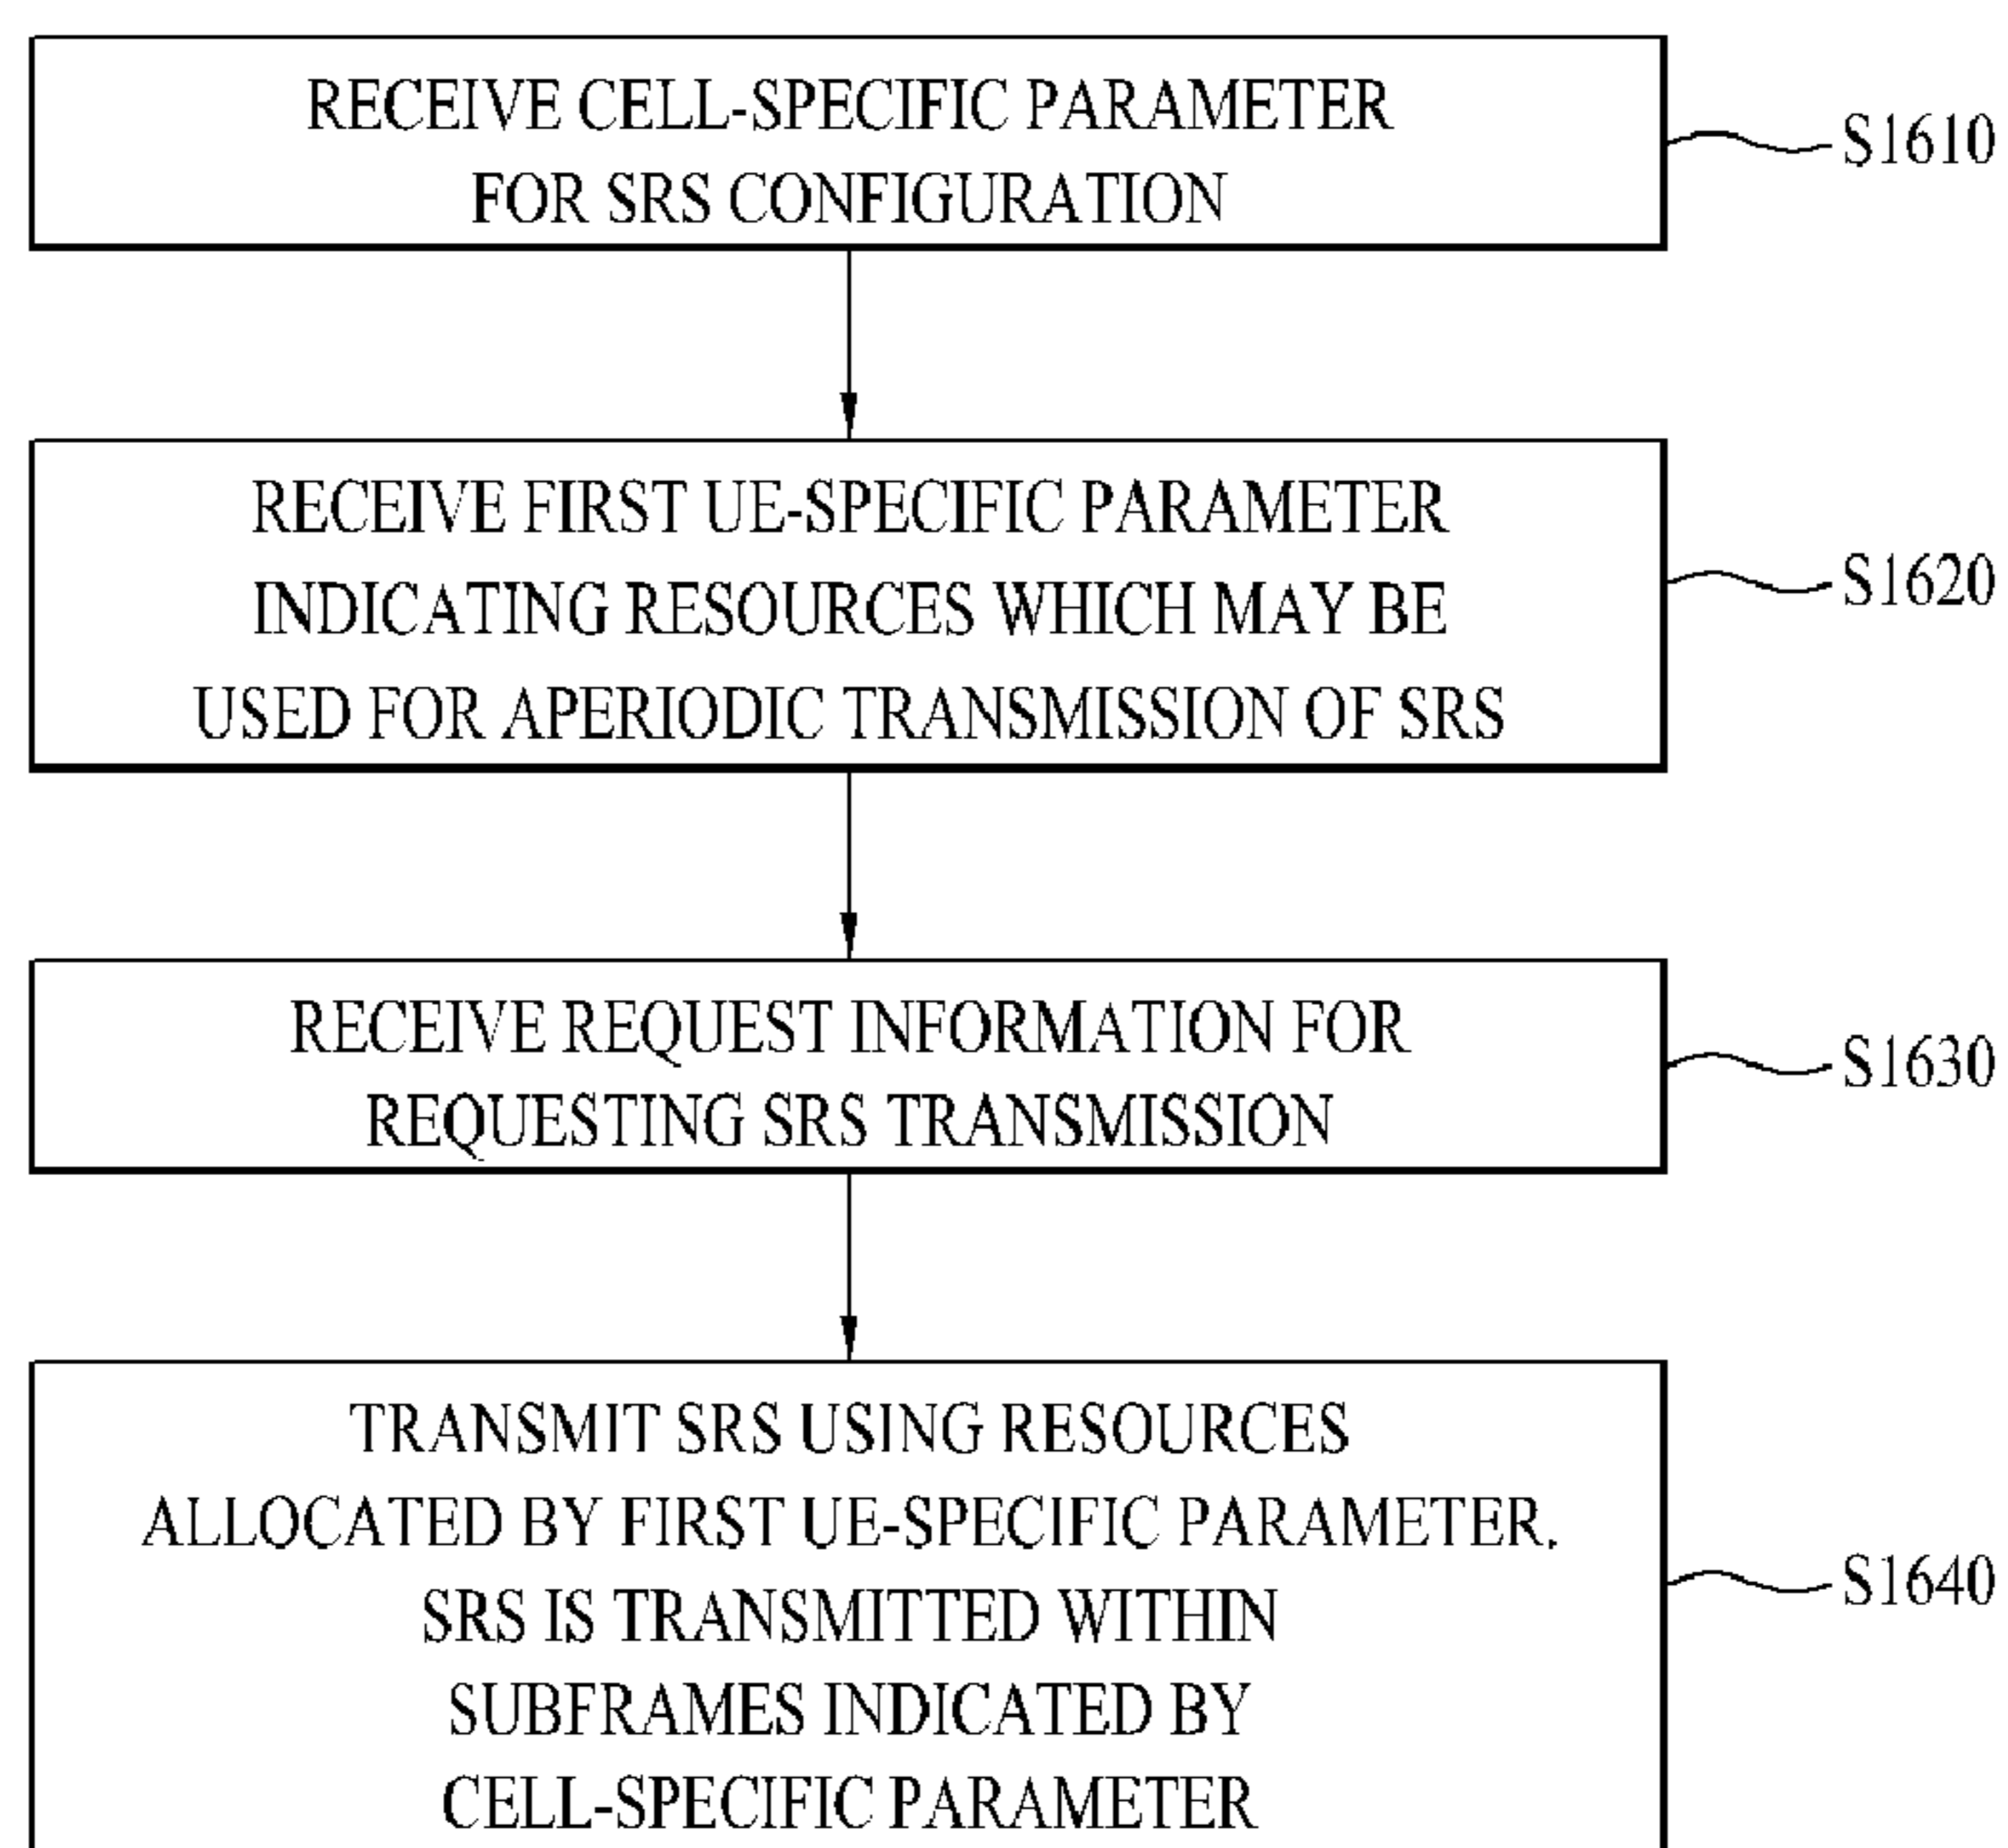 RECEIVE CELL-SPECIFIC PARAMETER
FOR SRS CONFIGURATION
S1610
RECEIVE FIRST UE-SPECIFIC PARAMETER
INDICATING RESOURCES WHICH MAY BE
USED FOR APERIODIC TRANSMISSION OF SRS
S1620
RECEIVE REQUEST INFORMATION FOR
REQUESTING SRS TRANSMISSION
S1630
TRANSMIT SRS USING RESOURCES
ALLOCATED BY FIRST UE-SPECIFIC PARAMETER.
SRS IS TRANSMITTED WITHIN
SUBFRAMES INDICATED BY
CELL-SPECIFIC PARAMETER
S1640